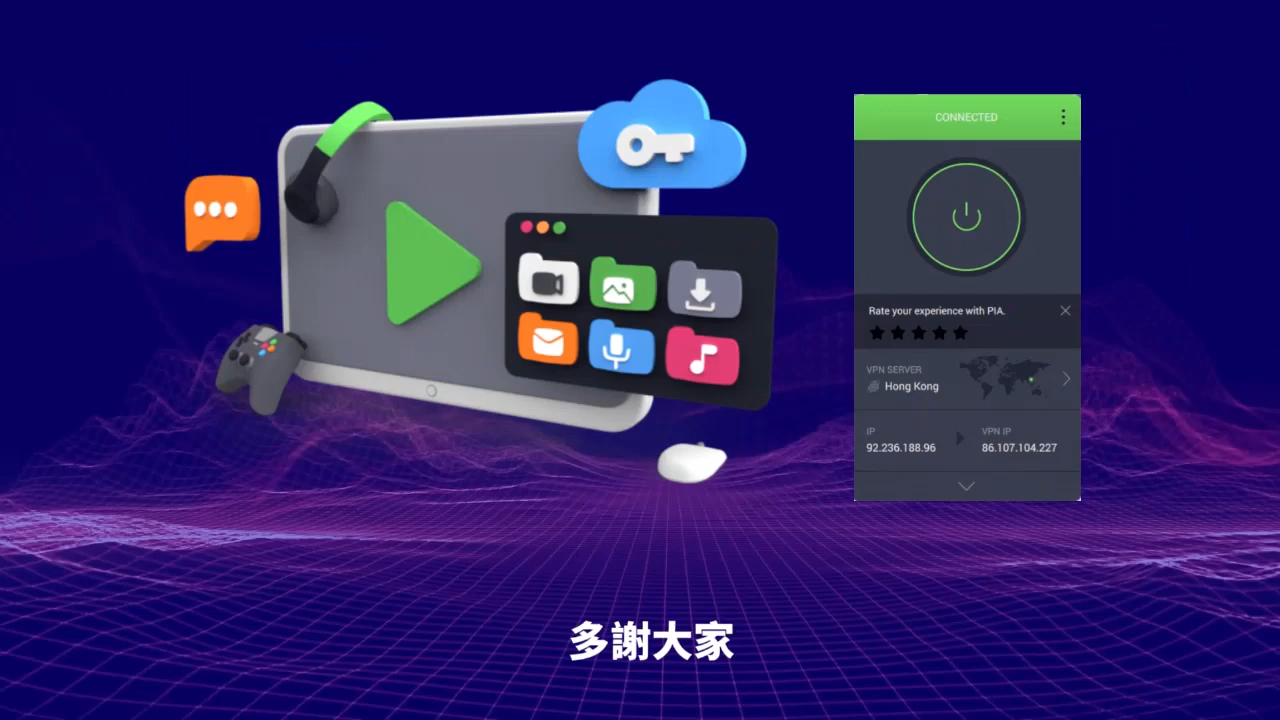 CONNECTED
Rate your experience with PIA.
VPN SERVER
Hong Kong
IP
92.236.188.96
VPN IP
86.107.104.227
多謝大家